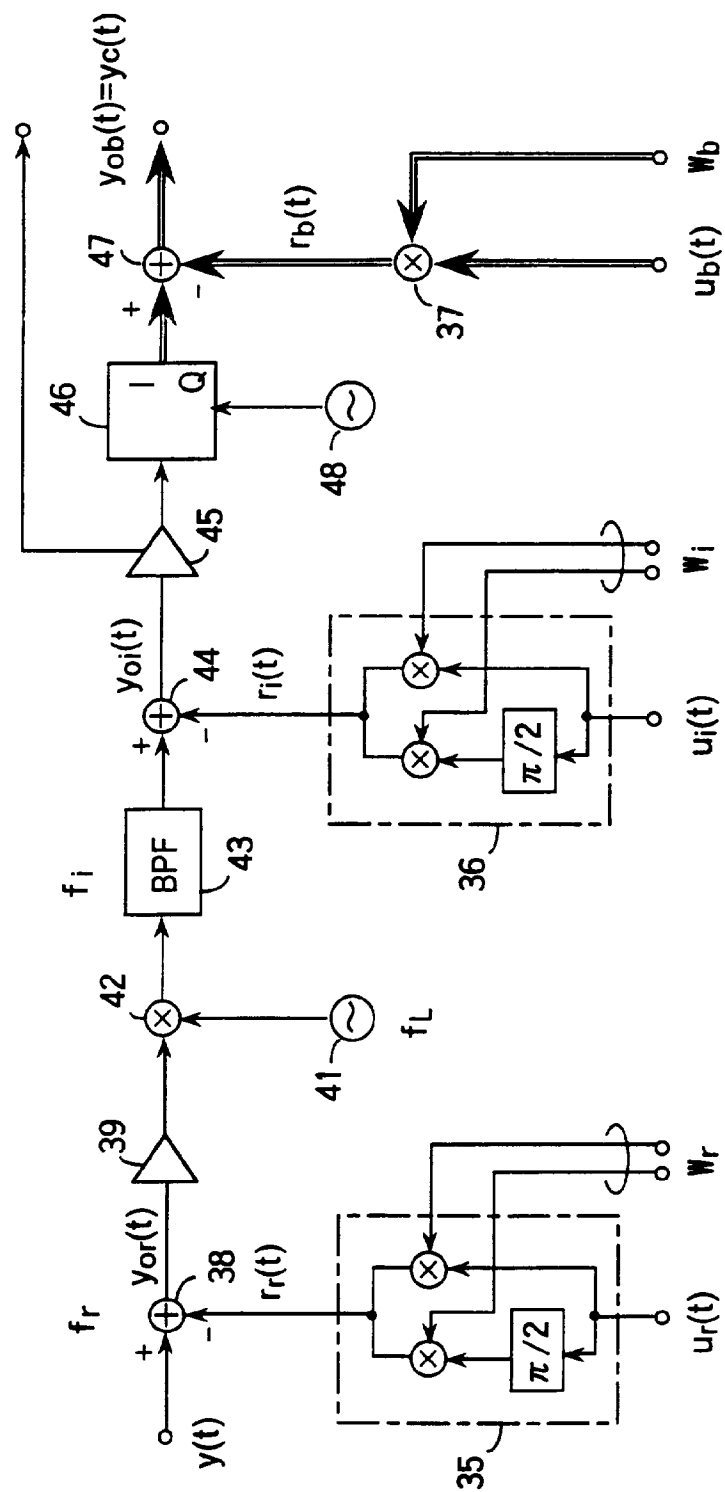 y(t)
+
-
38
fr
yor(t)
39
42
41
fL
fi
BPF
43
+
-
44
yoi(t)
45
46
I
Q
48
+
-
47
yob(t)=yc(t)
rr(t)
35
π/2
ur(t)
Wr
ri(t)
36
π/2
ui(t)
Wi
rb(t)
37
ub(t)
Wb